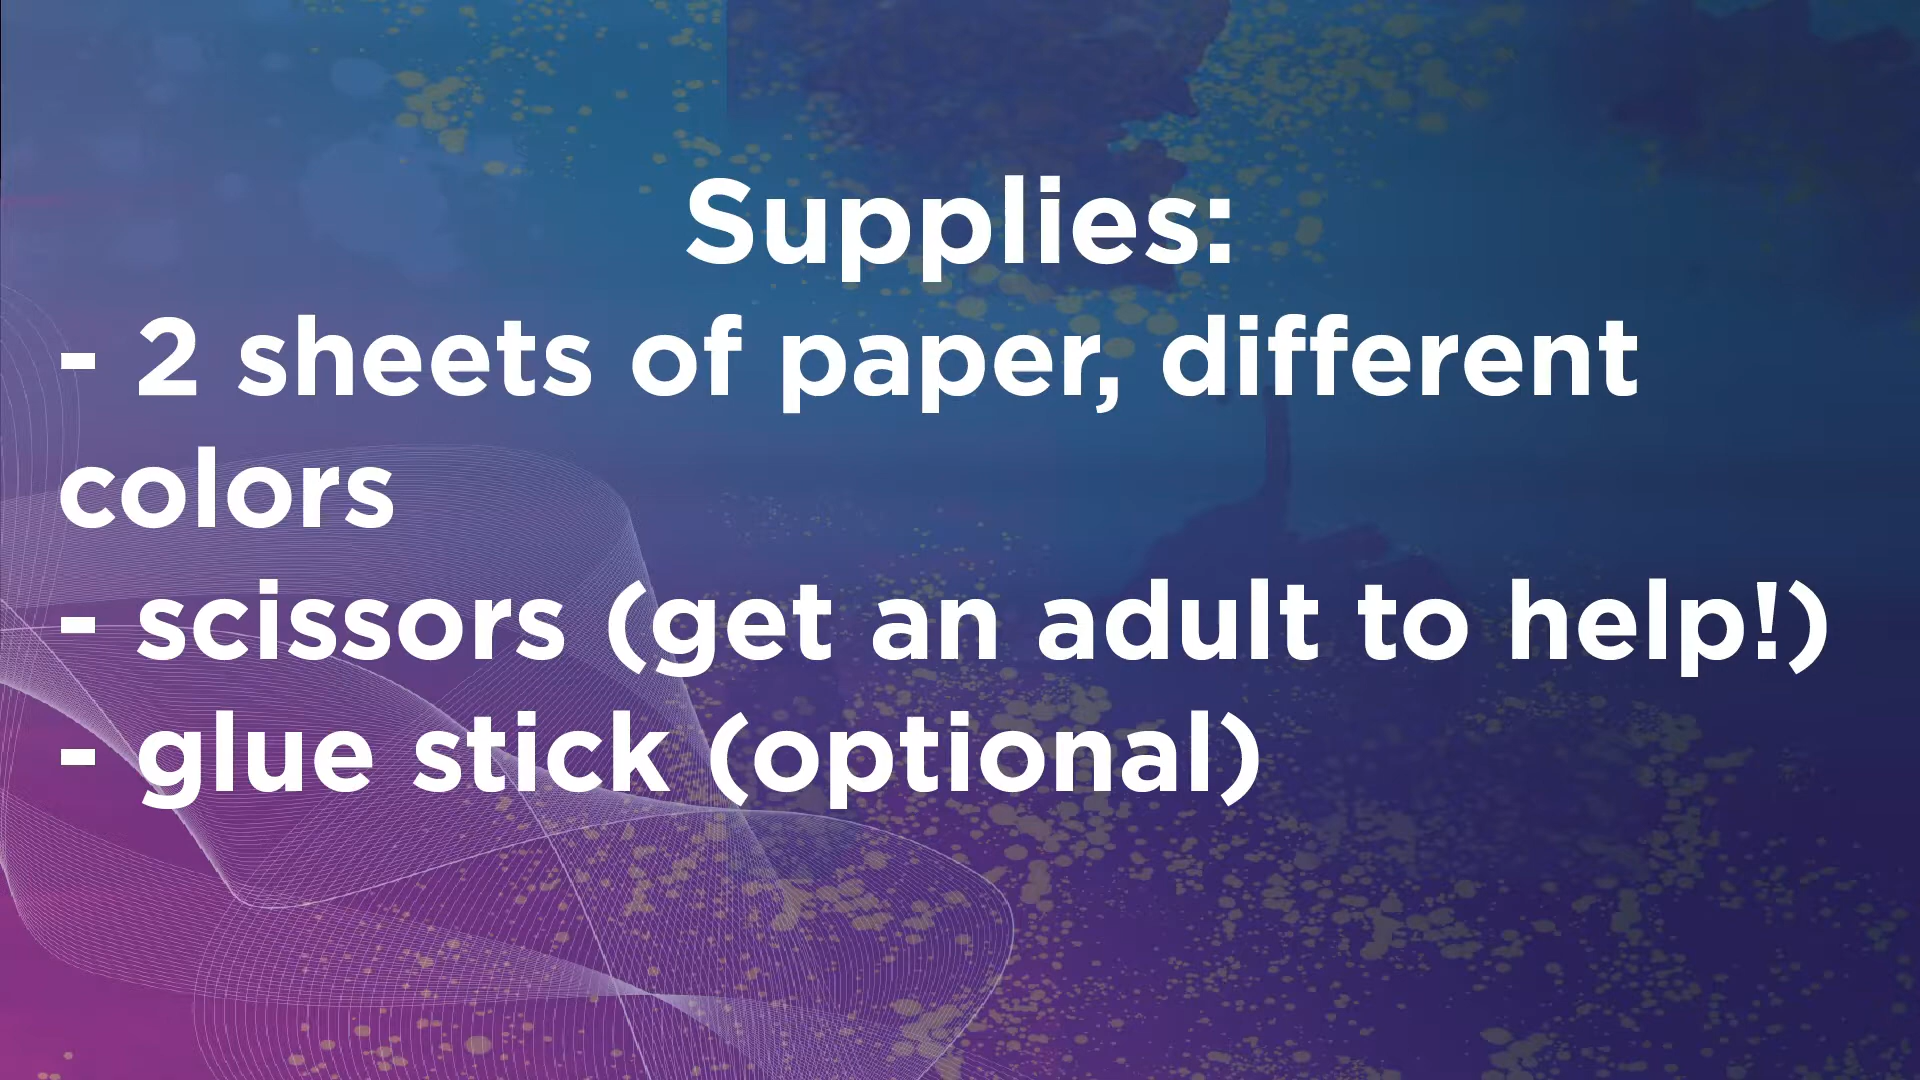 Supplies:
- 2 sheets of paper, different
colors
- scissors (get an adult to help!)
- glue stick (optional)